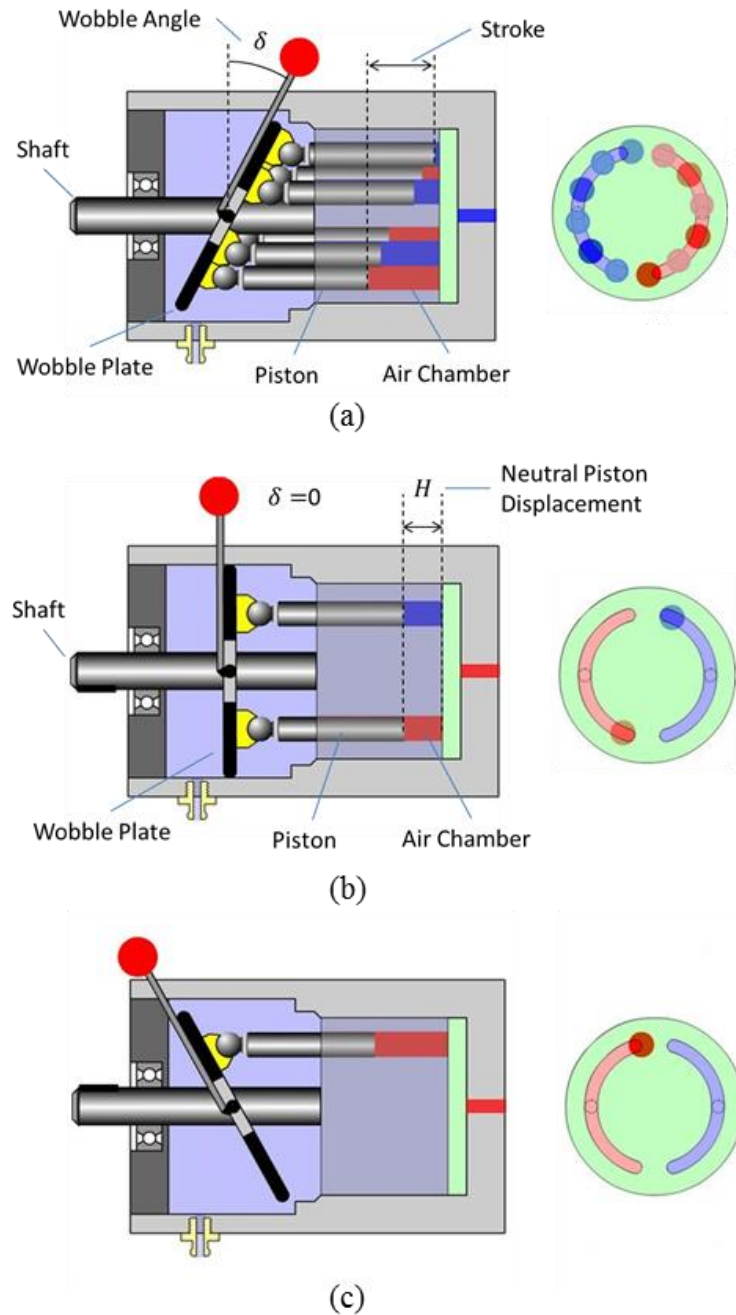 Wobble Angle
δ
Stroke
Shaft
Wobble Plate
Piston
Air Chamber
(a)
δ =0
H
Neutral Piston
Displacement
Shaft
Wobble Plate
Piston
Air Chamber
(b)
(c)